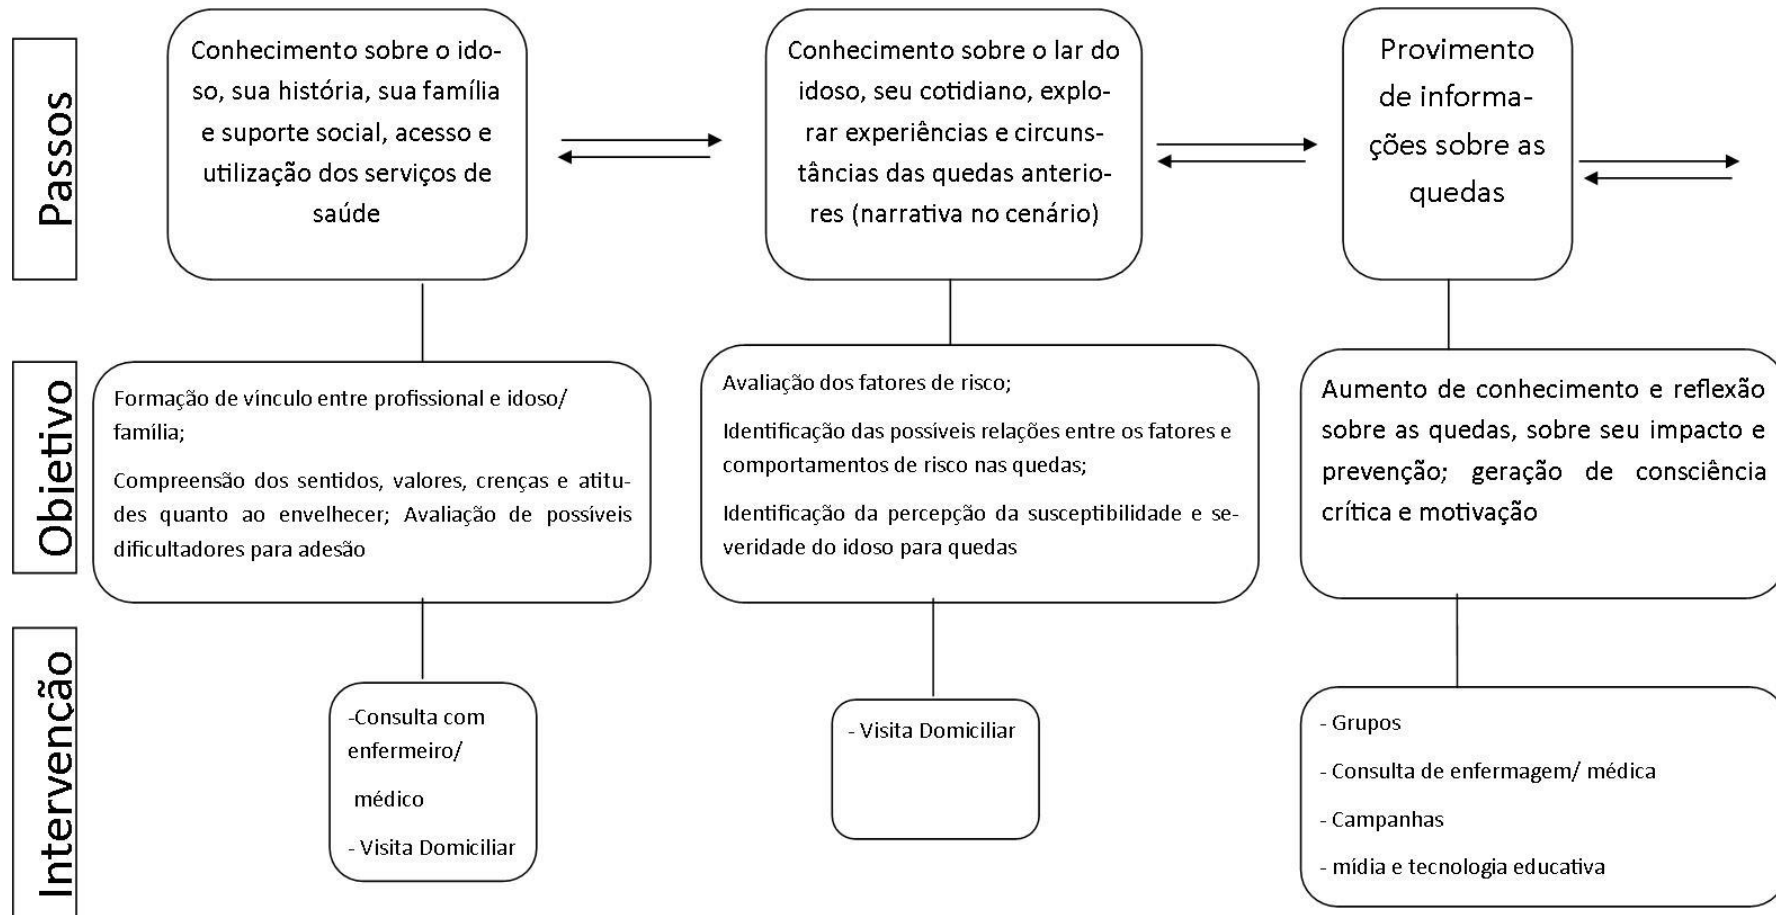 Passos
Conhecimento sobre o ido-
so, sua história, sua família
e suporte social, acesso e
utilização dos serviços de
saúde
Conhecimento sobre o lar do
idoso, seu cotidiano, explo-
rar experiências e circuns-
tâncias das quedas anterio-
res (narrativa no cenário)
Provimento
de informa-
ções sobre as
quedas
Objetivo
Formação de vínculo entre profissional e idoso/
família;
Compreensão dos sentidos, valores, crenças e atitu-
des quanto ao envelhecer; Avaliação de possíveis
dificultadores para adesão
Avaliação dos fatores de risco;
Identificação das possíveis relações entre os fatores e
comportamentos de risco nas quedas;
Identificação da percepção da susceptibilidade e se-
veridade do idoso para quedas
Aumento de conhecimento e reflexão
sobre as quedas, sobre seu impacto e
prevenção; geração de consciência
crítica e motivação
Intervenção
-Consulta com
enfermeiro/
médico
- Visita Domiciliar
- Visita Domiciliar
- Grupos
- Consulta de enfermagem/ médica
- Campanhas
- mídia e tecnologia educativa